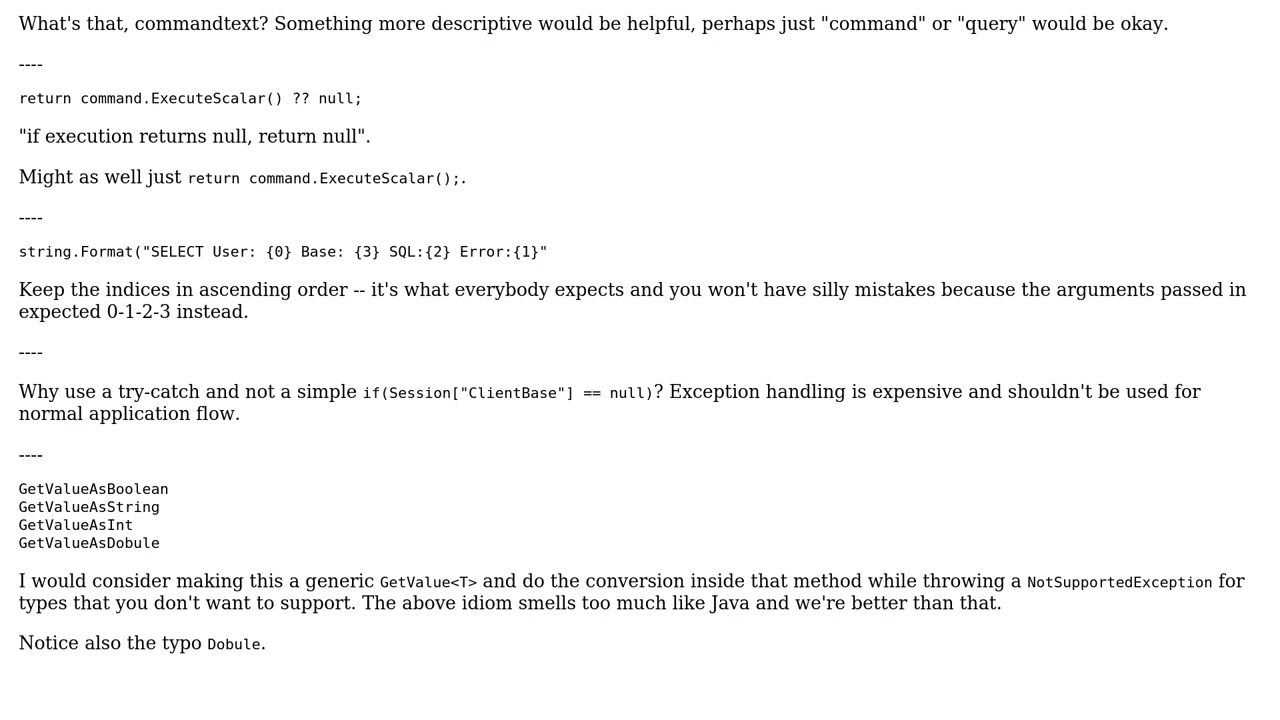 What's that, commandtext? Something more descriptive would be helpful, perhaps just "command" or "query" would be okay.
----
return command.ExecuteScalar() ?? null;
"if execution returns null, return null".
Might as well just return command.ExecuteScalar();.
----
string.Format("SELECT User: {0} Base: {3} SQL:{2} Error:{1}"
Keep the indices in ascending order -- it's what everybody expects and you won't have silly mistakes because the arguments passed in
expected 0-1-2-3 instead.
----
Why use a try-catch and not a simple if(Session["ClientBase"] == null)? Exception handling is expensive and shouldn't be used for
normal application flow.
----
GetValueAsBoolean
GetValueAsString
GetValueAsInt
GetValueAsDobule
I would consider making this a generic GetValue<T> and do the conversion inside that method while throwing a NotSupportedException for
types that you don't want to support. The above idiom smells too much like Java and we're better than that.
Notice also the typo Dobule.